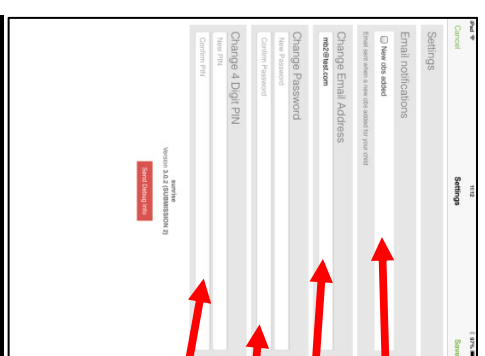 iPad 11:12 97%
Cancel Settings Save
Settings
Email notifications
New obs added
Email sent when a new obs added for your child
Change Email Address
mb2@test.com
Change Password
New Password
Confirm Password
Change 4 Digit PIN
New PIN
Confirm PIN
sunrise
Version 3.0.2 (SUBMISSION 2)
Send Debug Info